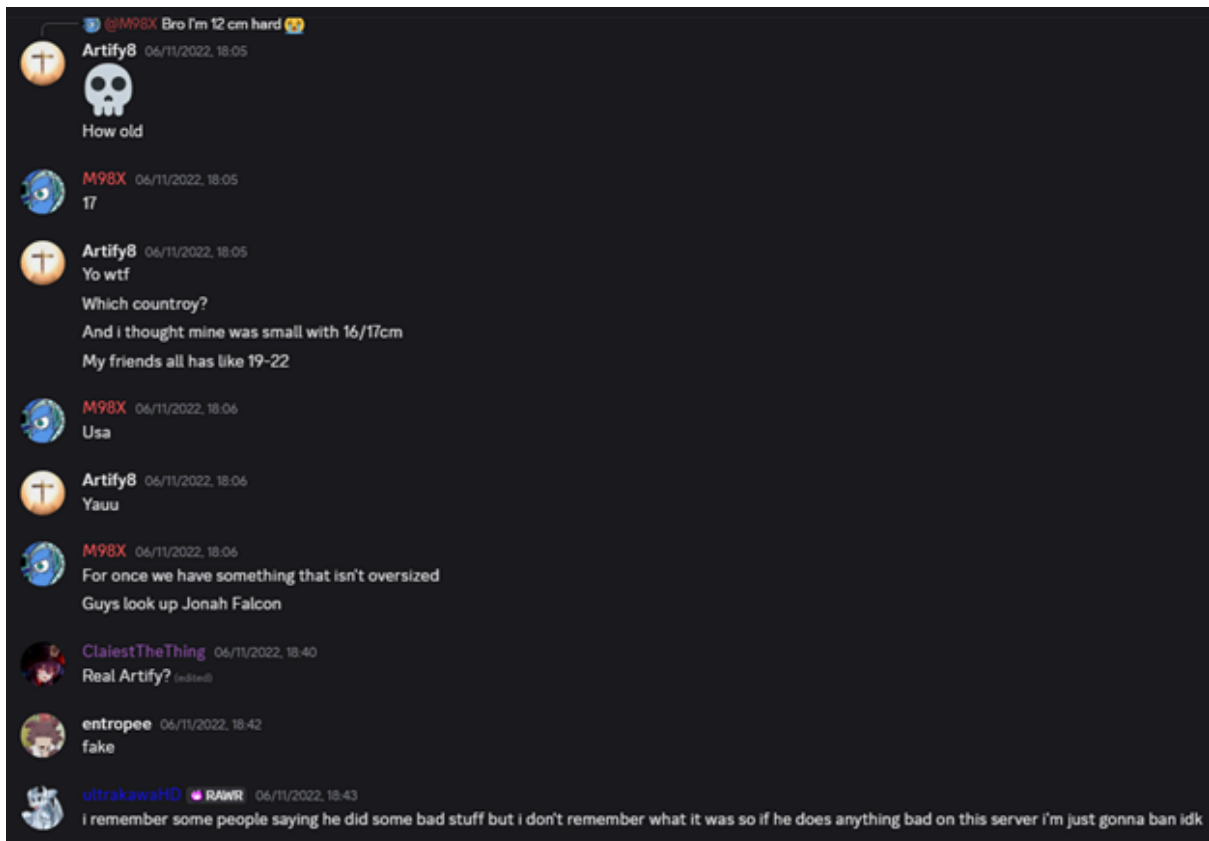 @M98X Bro I'm 12 cm hard 😭
Artify8 06/11/2022, 18:05
💀
How old
M98X 06/11/2022, 18:05
17
Artify8 06/11/2022, 18:05
Yo wtf
Which countroy?
And i thought mine was small with 16/17cm
My friends all has like 19-22
M98X 06/11/2022, 18:06
Usa
Artify8 06/11/2022, 18:06
Yauu
M98X 06/11/2022, 18:06
For once we have something that isn't oversized
Guys look up Jonah Falcon
ClaiestTheThing 06/11/2022, 18:40
Real Artify? (edited)
entropee 06/11/2022, 18:42
fake
ultrakawaHD RAWR 06/11/2022, 18:43
i remember some people saying he did some bad stuff but i don't remember what it was so if he does anything bad on this server i'm just gonna ban idk